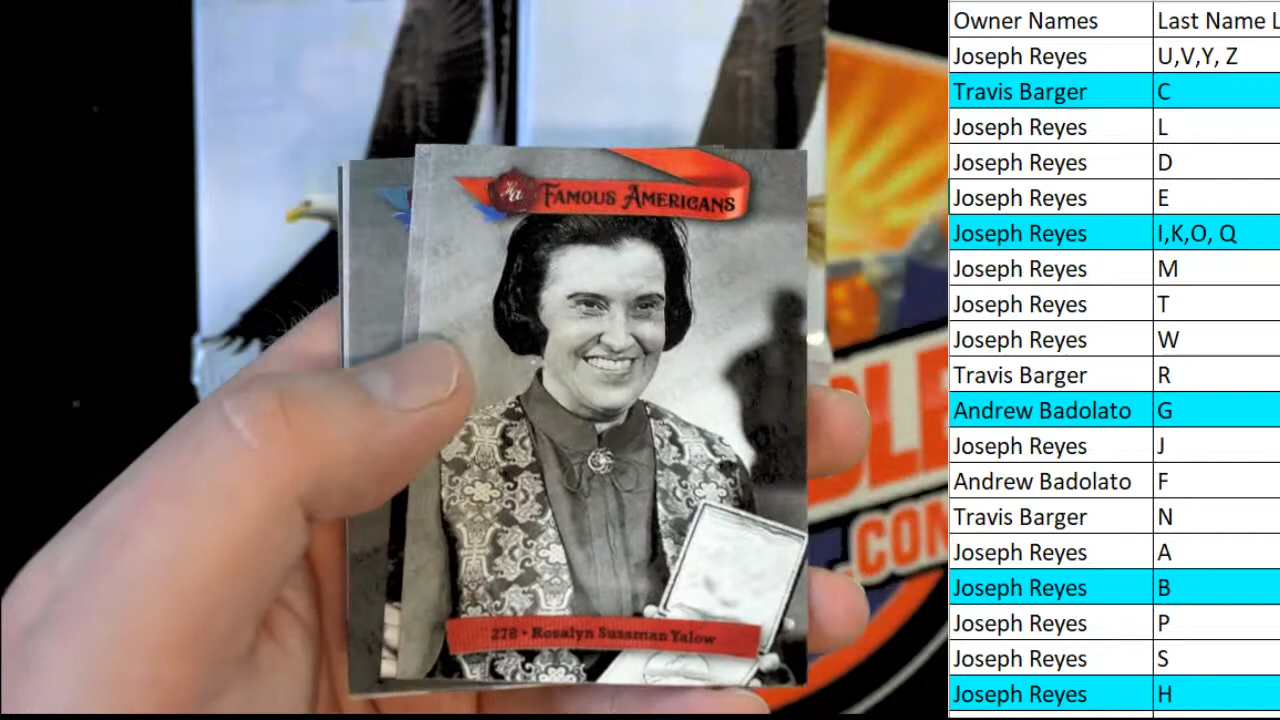 Fa
FAMOUS AMERICANS
278 • Rosalyn Sussman Yalow
.CON
Owner Names Last Name L
Joseph Reyes U,V,Y, Z
Travis Barger C
Joseph Reyes L
Joseph Reyes D
Joseph Reyes E
Joseph Reyes I,K,O, Q
Joseph Reyes M
Joseph Reyes T
Joseph Reyes W
Travis Barger R
Andrew Badolato G
Joseph Reyes J
Andrew Badolato F
Travis Barger N
Joseph Reyes A
Joseph Reyes B
Joseph Reyes P
Joseph Reyes S
Joseph Reyes H